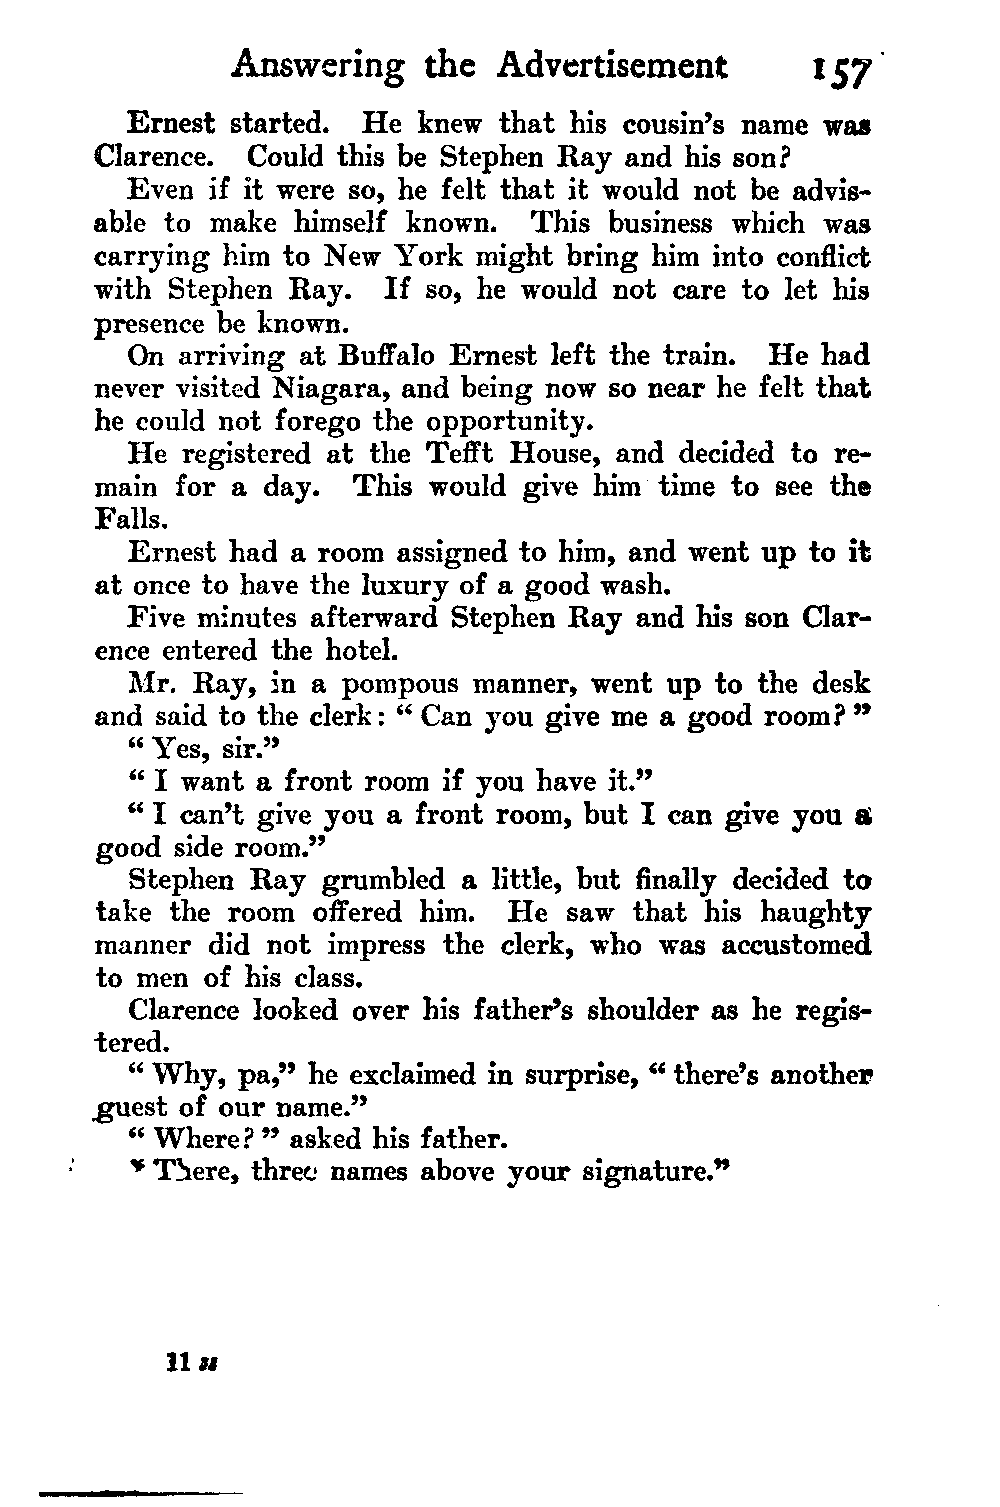 Answering the Advertisement 157
Ernest started. He knew that his cousin's name was
Clarence. Could this be Stephen Ray and his son?
Even if it were so, he felt that it would not be advis-
able to make himself known. This business which was
carrying him to New York might bring him into conflict
with Stephen Ray. If so, he would not care to let his
presence be known.
On arriving at Buffalo Ernest left the train. He had
never visited Niagara, and being now so near he felt that
he could not forego the opportunity.
He registered at the Tefft House, and decided to re-
main for a day. This would give him time to see the
Falls.
Ernest had a room assigned to him, and went up to it
at once to have the luxury of a good wash.
Five minutes afterward Stephen Ray and his son Clar-
ence entered the hotel.
Mr. Ray, in a pompous manner, went up to the desk
and said to the clerk: “ Can you give me a good room? ”
“ Yes, sir.”
“ I want a front room if you have it.”
“ I can't give you a front room, but I can give you a
good side room.”
Stephen Ray grumbled a little, but finally decided to
take the room offered him. He saw that his haughty
manner did not impress the clerk, who was accustomed
to men of his class.
Clarence looked over his father's shoulder as he regis-
tered.
“ Why, pa,” he exclaimed in surprise, “ there's another
guest of our name.”
“ Where? ” asked his father.
“ There, three names above your signature.”
11